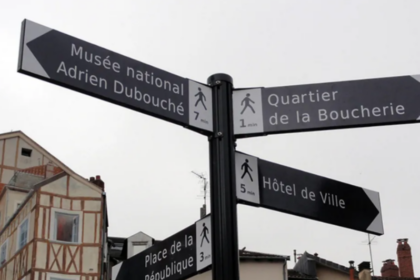 Musée national
Adrien Dubouché
7 min
Quartier
de la Boucherie
1 min
Hôtel de Ville
5 min
Place de la
République
3 min